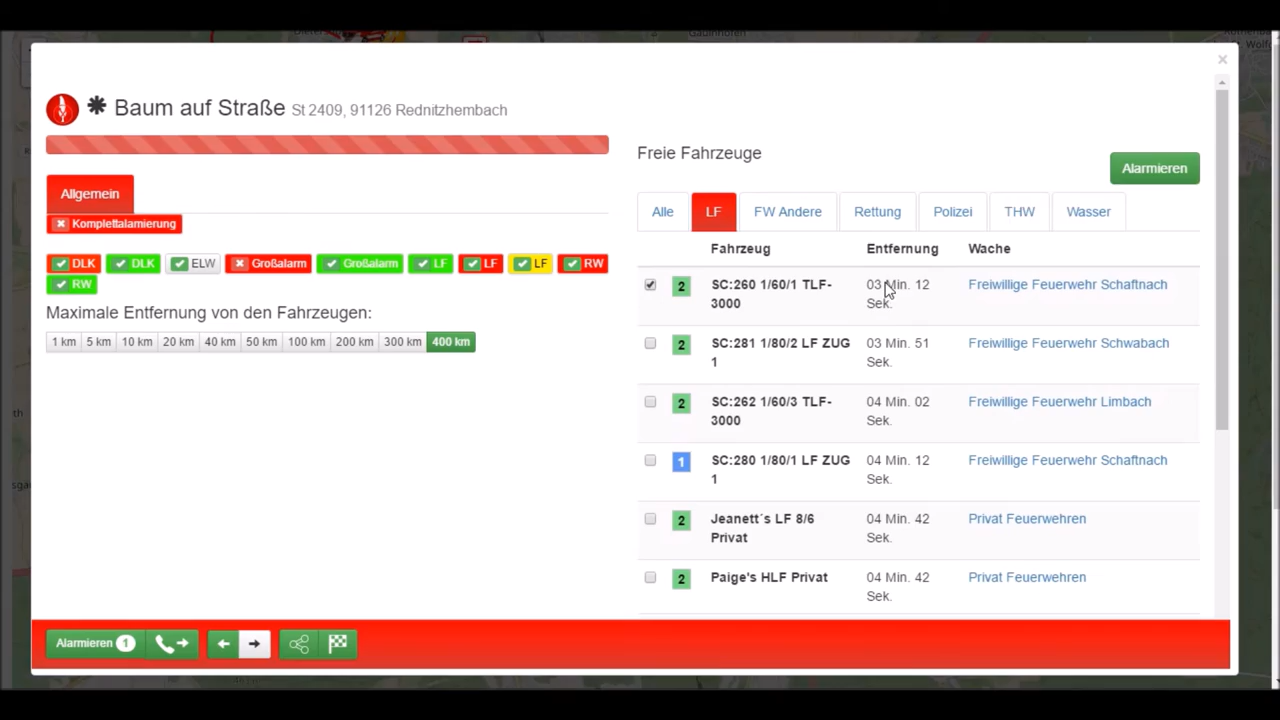 ×
Baum auf Straße St 2409, 91126 Rednitzhembach
Allgemein
Komplettalamierung
DLK DLK ELW Großalarm Großalarm LF LF LF RW
RW
Maximale Entfernung von den Fahrzeugen:
1 km 5 km 10 km 20 km 40 km 50 km 100 km 200 km 300 km 400 km
Freie Fahrzeuge
Alarmieren
Alle LF FW Andere Rettung Polizei THW Wasser
Fahrzeug Entfernung Wache
2 SC:260 1/60/1 TLF- 03 Min. 12 Freiwillige Feuerwehr Schaftnach
3000 Sek.
2 SC:281 1/80/2 LF ZUG 03 Min. 51 Freiwillige Feuerwehr Schwabach
1 Sek.
2 SC:262 1/60/3 TLF- 04 Min. 02 Freiwillige Feuerwehr Limbach
3000 Sek.
1 SC:280 1/80/1 LF ZUG 04 Min. 12 Freiwillige Feuerwehr Schaftnach
1 Sek.
2 Jeanett´s LF 8/6 04 Min. 42 Privat Feuerwehren
Privat Sek.
2 Paige's HLF Privat 04 Min. 42 Privat Feuerwehren
Sek.
Alarmieren 1